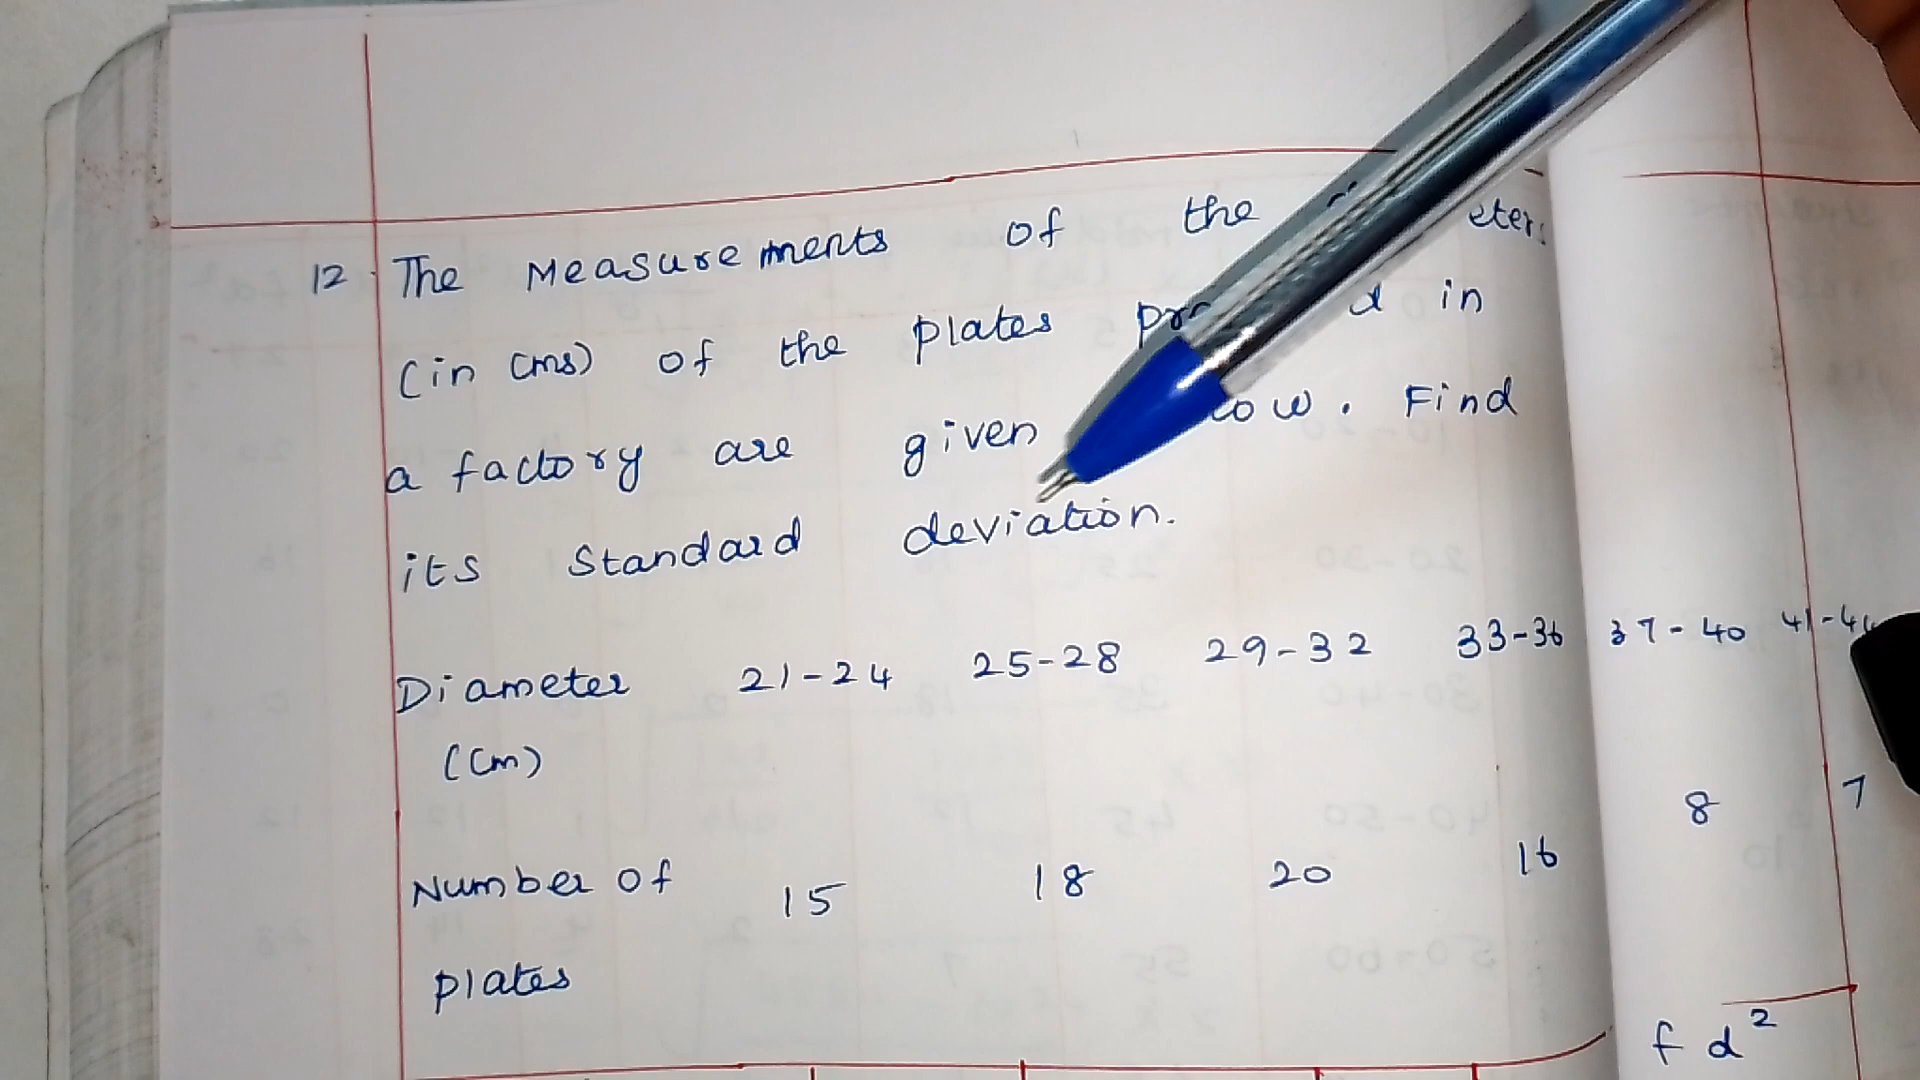 12. The Measurements of the
(in cms) of the plates in
a factory are given Find
its Standard deviation.
Diameter 21-24 25-28 29-32 33-36 37-40
(cm)
Number of 15 18 20 16 8 7
plates
fd²